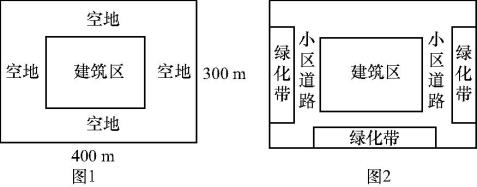 空地
空地
建筑区
空地
空地
300 m
400 m
图1
绿化带
小区道路
建筑区
小区道路
绿化带
绿化带
图2